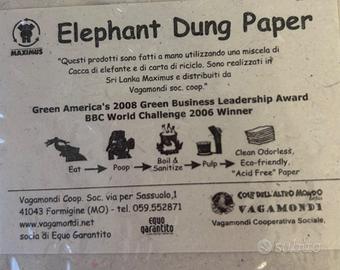 MAXIMUS
Elephant Dung Paper
"Questi prodotti sono fatti a mano utilizzando una miscela di
Cacca di elefante e di carta di riciclo. Sono realizzati in
Sri Lanka Maximus e distribuiti da
Vagamondi soc. coop."
Green America's 2008 Green Business Leadership Award
BBC World Challenge 2006 Winner
Eat
Poop
Boil &
Sanitize
Pulp
Clean Odorless,
Eco-friendly,
"Acid Free" Paper
Vagamondi Coop. Soc. via per Sassuolo,1
41043 Formigine (MO) - tel. 059.552871
www.vagamondi.net
socia di Equo Garantito
equo
garantito
COSE DELL'ALTRO MONDO
VAGAMONDI
Vagamondi Cooperativa Sociale,
subito